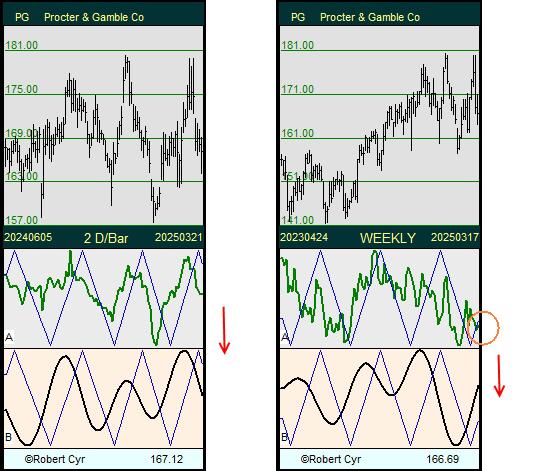 PG Procter & Gamble Co
181.00
175.00
169.00
163.00
157.00
20240605 2 D/Bar 20250321
A
B
©Robert Cyr 167.12
PG Procter & Gamble Co
181.00
171.00
161.00
151.00
141.00
20230424 WEEKLY 20250317
A
B
©Robert Cyr 166.69